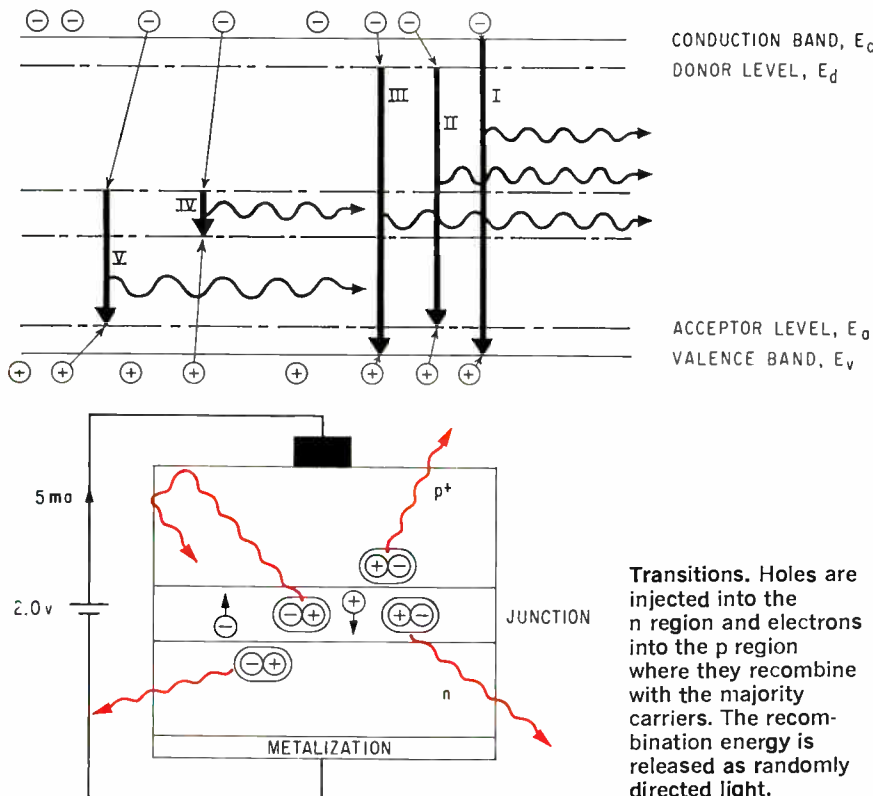 CONDUCTION BAND, Ec
DONOR LEVEL, Ed
III
I
II
IV
V
ACCEPTOR LEVEL, Ea
VALENCE BAND, Ev
5 ma
p+
2.0 v
JUNCTION
n
METALIZATION
Transitions. Holes are
injected into the
n region and electrons
into the p region
where they recombine
with the majority
carriers. The recom-
bination energy is
released as randomly
directed light.